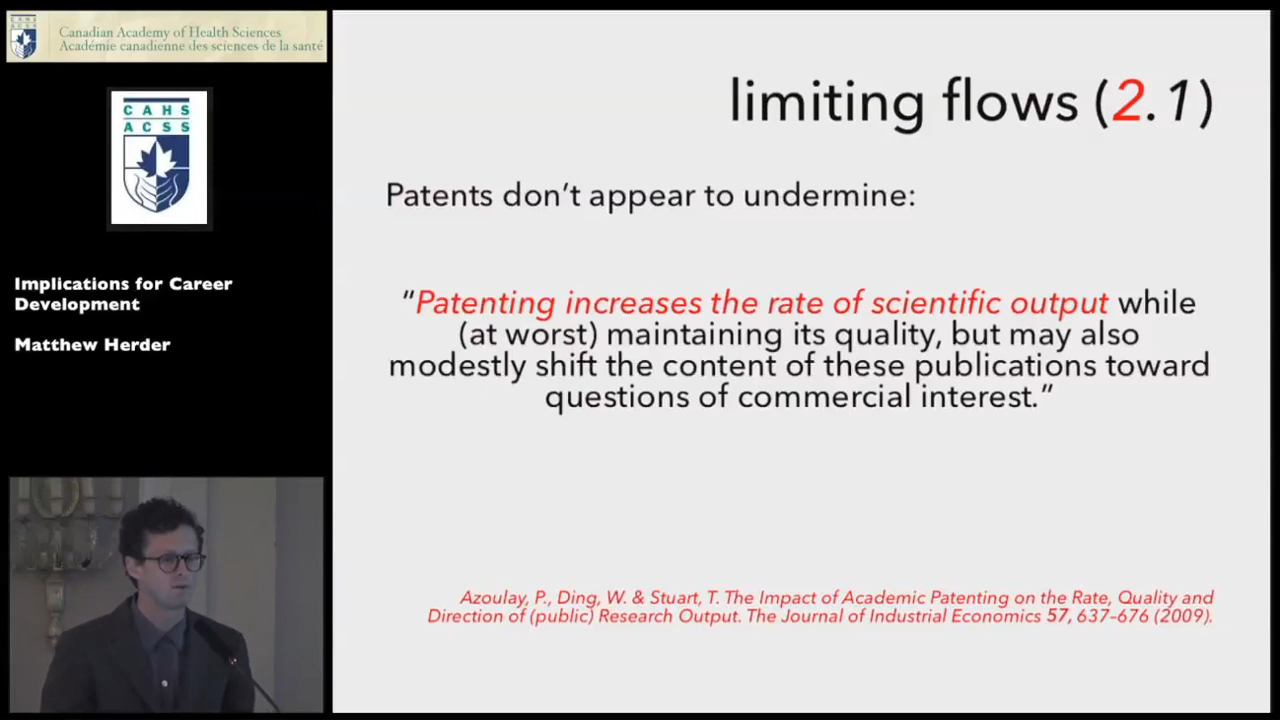 Canadian Academy of Health Sciences
Académie canadienne des sciences de la santé
CAHS
ACSS
Implications for Career
Development
Matthew Herder
limiting flows (2.1)
Patents don’t appear to undermine:
“Patenting increases the rate of scientific output while
(at worst) maintaining its quality, but may also
modestly shift the content of these publications toward
questions of commercial interest.”
Azoulay, P., Ding, W. & Stuart, T. The Impact of Academic Patenting on the Rate, Quality and
Direction of (public) Research Output. The Journal of Industrial Economics 57, 637–676 (2009).